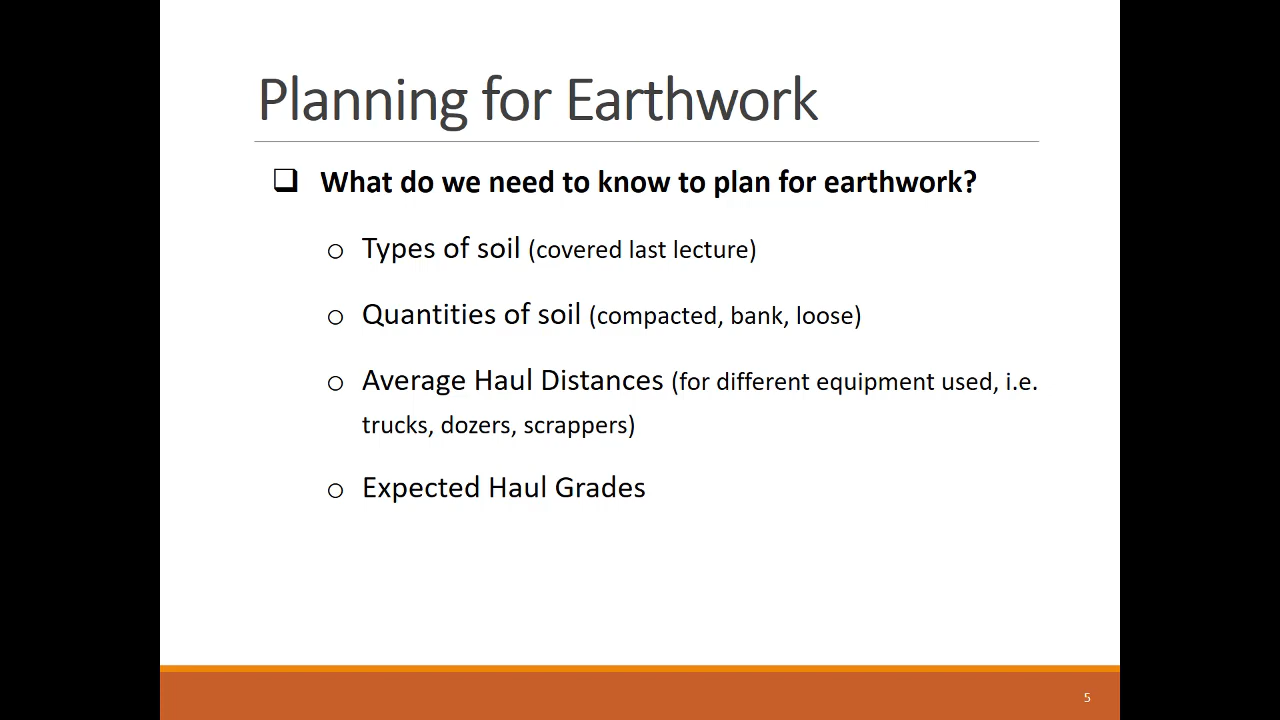 Planning for Earthwork
❑ What do we need to know to plan for earthwork?
o Types of soil (covered last lecture)
o Quantities of soil (compacted, bank, loose)
o Average Haul Distances (for different equipment used, i.e.
trucks, dozers, scrappers)
o Expected Haul Grades
5